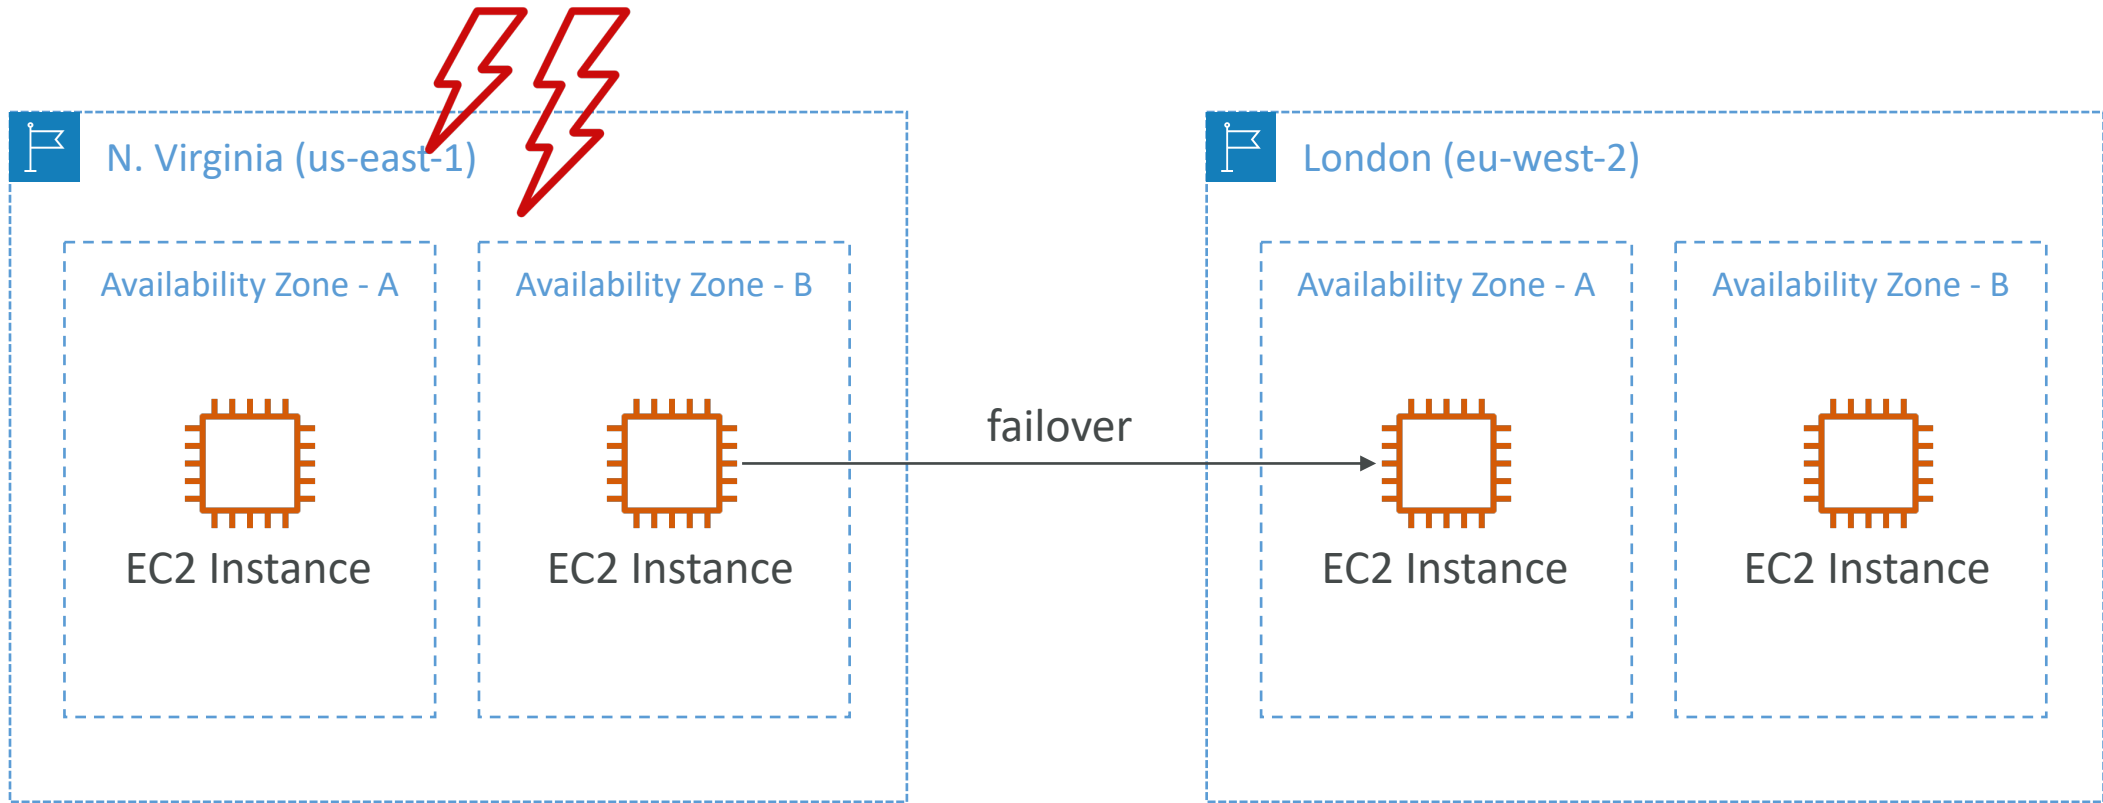 N. Virginia (us-east-1)
London (eu-west-2)
Availability Zone - A
Availability Zone - B
Availability Zone - A
Availability Zone - B
failover
EC2 Instance
EC2 Instance
EC2 Instance
EC2 Instance